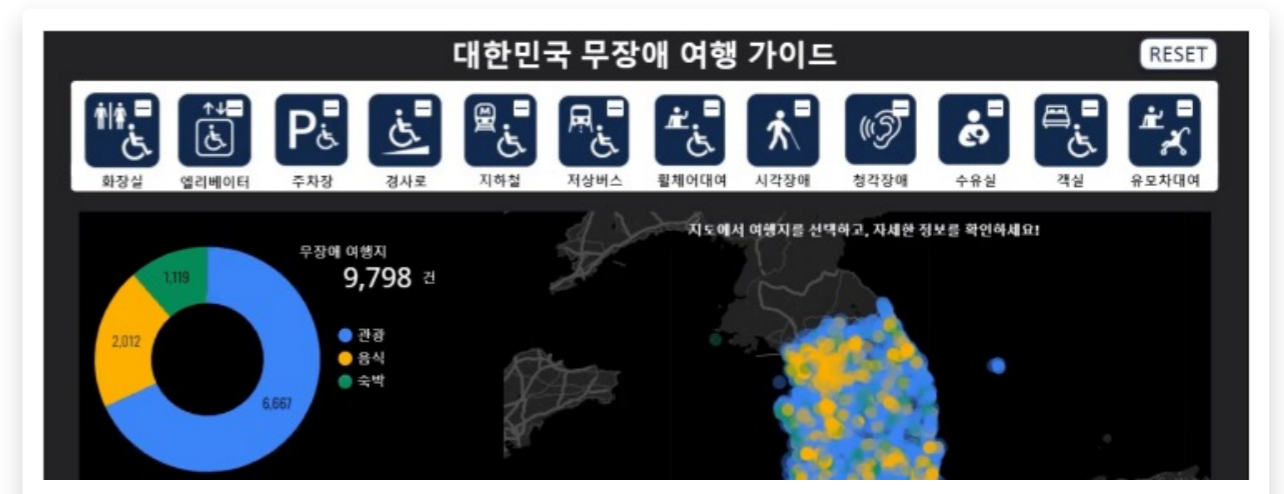 대한민국 무장애 여행 가이드
RESET
화장실 엘리베이터 주차장 경사로 지하철 저상버스 휠체어대여 시각장애 청각장애 수유실 객실 유모차대여
지도에서 여행지를 선택하고, 자세한 정보를 확인하세요!
무장애 여행지
9,798 건
1,119
2,012
6,667
관광
음식
숙박